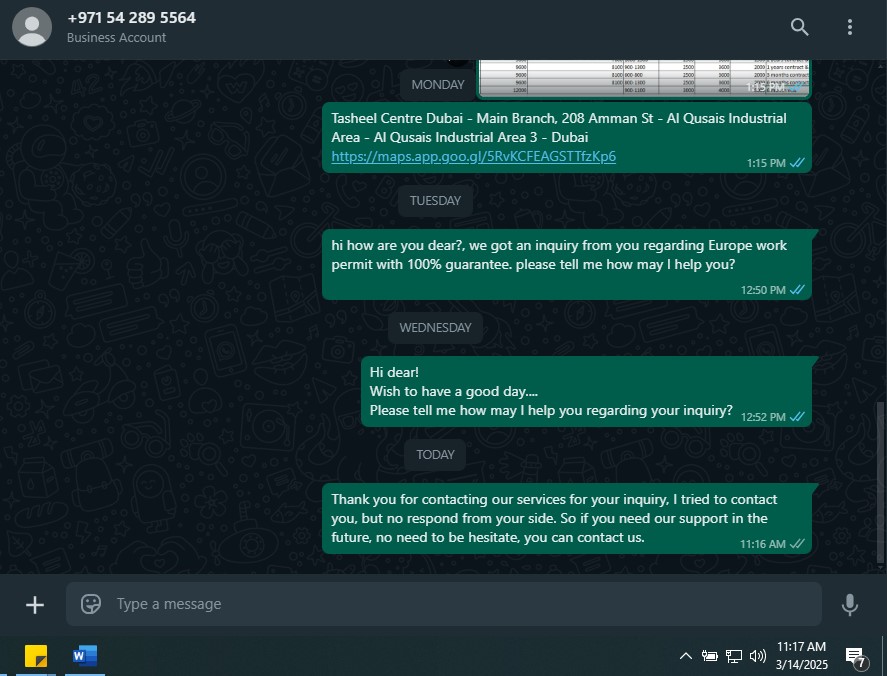 +971 54 289 5564
Business Account
MONDAY
1:15 PM
Tasheel Centre Dubai - Main Branch, 208 Amman St - Al Qusais Industrial
Area - Al Qusais Industrial Area 3 - Dubai
https://maps.app.goo.gl/5RvKCFEAGSTTfzKp6
1:15 PM
TUESDAY
hi how are you dear?, we got an inquiry from you regarding Europe work
permit with 100% guarantee. please tell me how may I help you?
12:50 PM
WEDNESDAY
Hi dear!
Wish to have a good day....
Please tell me how may I help you regarding your inquiry?
12:52 PM
TODAY
Thank you for contacting our services for your inquiry, I tried to contact
you, but no respond from your side. So if you need our support in the
future, no need to be hesitate, you can contact us.
11:16 AM
Type a message
W
11:17 AM
3/14/2025
7